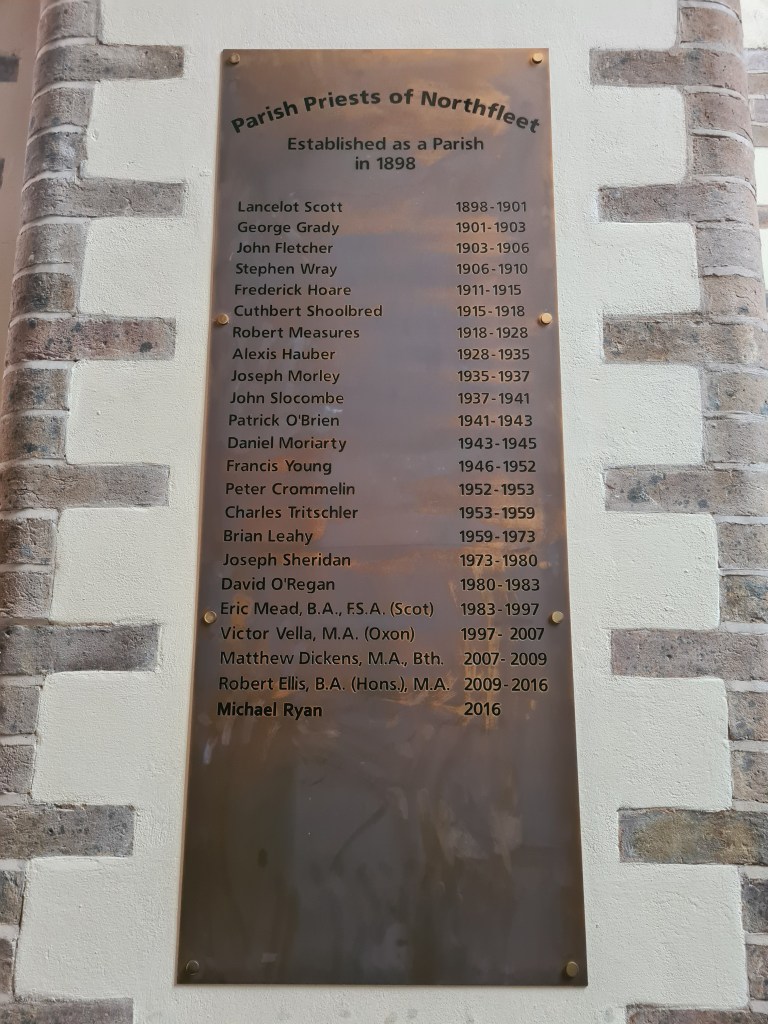 Parish Priests of Northfleet
Established as a Parish
in 1898
Lancelot Scott 1898-1901
George Grady 1901-1903
John Fletcher 1903-1906
Stephen Wray 1906-1910
Frederick Hoare 1911-1915
Cuthbert Shoolbred 1915-1918
Robert Measures 1918-1928
Alexis Hauber 1928-1935
Joseph Morley 1935-1937
John Slocombe 1937-1941
Patrick O'Brien 1941-1943
Daniel Moriarty 1943-1945
Francis Young 1946-1952
Peter Crommelin 1952-1953
Charles Tritschler 1953-1959
Brian Leahy 1959-1973
Joseph Sheridan 1973-1980
David O'Regan 1980-1983
Eric Mead, B.A., F.S.A. (Scot) 1983-1997
Victor Vella, M.A. (Oxon) 1997- 2007
Matthew Dickens, M.A., Bth. 2007- 2009
Robert Ellis, B.A. (Hons.), M.A. 2009-2016
Michael Ryan 2016